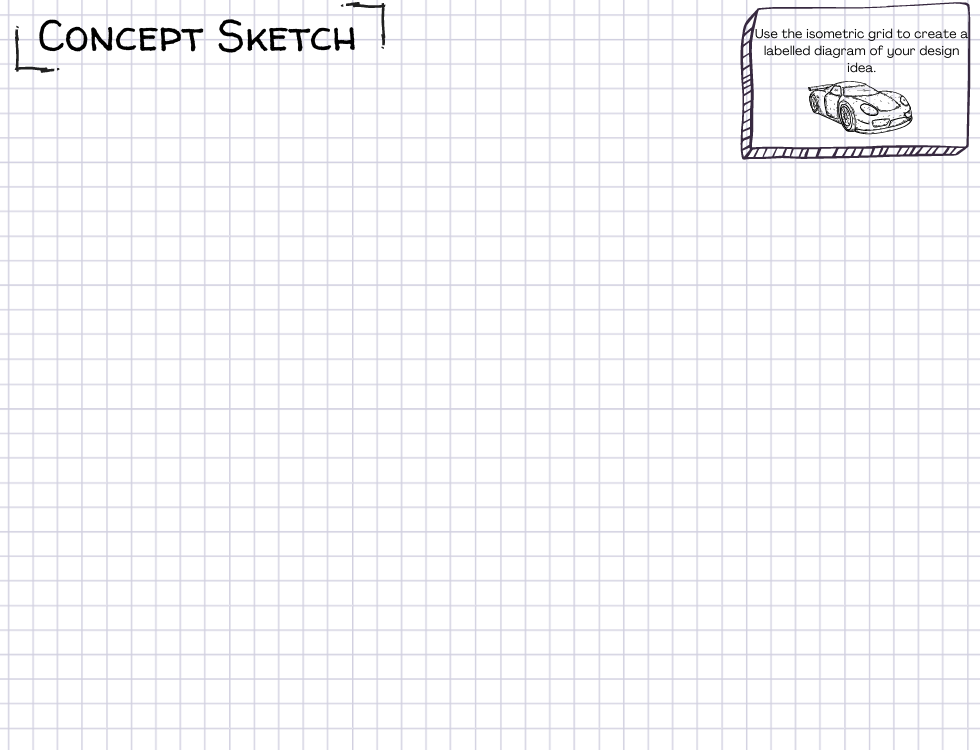 Concept Sketch
Use the isometric grid to create a
labelled diagram of your design
idea.